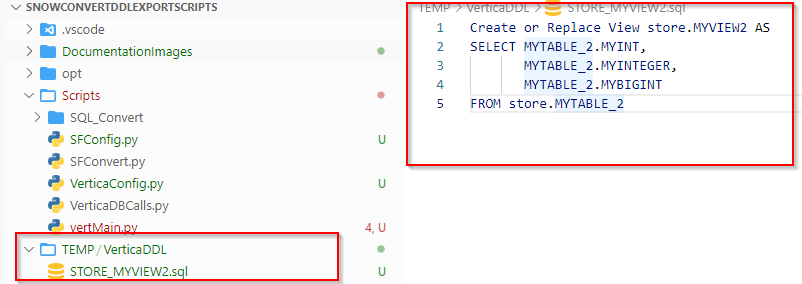 SNOWCONVERTDDLEXPORTSCRIPTS
> .vscode
> DocumentationImages
> opt
Scripts
> SQL_Convert
SFConfig.py U
SFConvert.py
VerticaConfig.py U
VerticaDBCalls.py
vertMain.py 4, U
TEMP / VerticaDDL
STORE_MYVIEW2.sql U
TEMP > VerticaDDL > STORE_MYVIEW2.sql
1 Create or Replace View store.MYVIEW2 AS
2 SELECT MYTABLE_2.MYINT,
3 MYTABLE_2.MYINTEGER,
4 MYTABLE_2.MYBIGINT
5 FROM store.MYTABLE_2